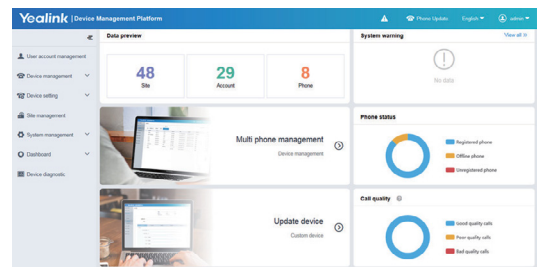 Yealink | Device Management Platform
Phone Update English admin
Data preview
System warning View all
User account management
Device management
Device setting
Site management
System management
Dashboard
Device diagnostic
48 29 8
Site Account Phone
No data
Multi phone management
Device management
Phone status
Registered phone
Offline phone
Unregistered phone
Update device
Custom device
Call quality
Good quality calls
Poor quality calls
Bad quality calls